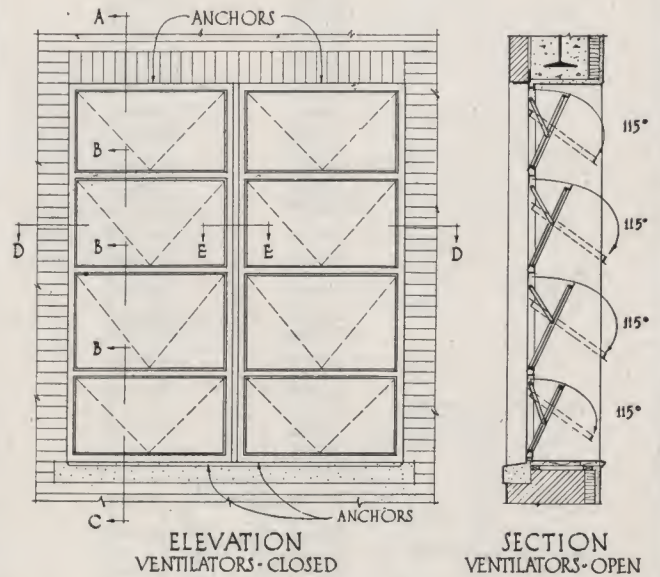 A
ANCHORS
B
115°
D
B
E
E
D
115°
B
115°
115°
C
ANCHORS
ELEVATION
VENTILATORS - CLOSED
SECTION
VENTILATORS - OPEN